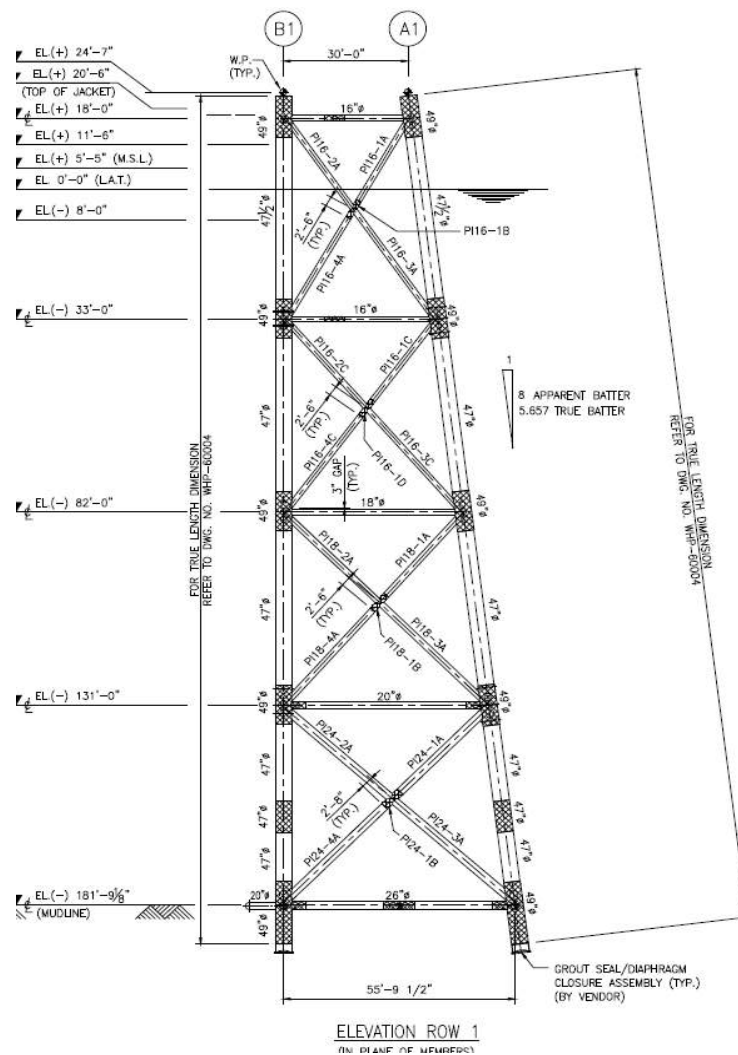 B1
A1
EL.(+) 24'-7"
W.P.
(TYP.)
30'-0"
EL.(+) 20'-6"
(TOP OF JACKET)
EL.(+) 18'-0"
16"ø
49"ø
49"ø
EL.(+) 11'-6"
PI16-2A
PI16-1A
EL.(+) 5'-5" (M.S.L.)
EL. 0'-0" (L.A.T.)
47½"ø
47½"ø
EL.(-) 8'-0"
2'-6"
(TYP.)
PI16-1B
PI16-4A
PI16-3A
EL.(-) 33'-0"
16"ø
49"ø
49"ø
PI16-2C
PI16-1C
1
8 APPARENT BATTER
5.657 TRUE BATTER
2'-6"
(TYP.)
47"ø
47"ø
PI16-4C
PI16-1D
PI16-3C
3" GAP
(TYP.)
FOR TRUE LENGTH DIMENSION
REFER TO DWG. NO. WHP-60004
FOR TRUE LENGTH DIMENSION
REFER TO DWG. NO. WHP-60004
EL.(-) 82'-0"
18"ø
49"ø
49"ø
PI18-2A
PI18-1A
2'-6"
(TYP.)
47"ø
47"ø
PI18-4A
PI18-1B
PI18-3A
EL.(-) 131'-0"
20"ø
49"ø
49"ø
PI24-2A
PI24-1A
47"ø
47"ø
2'-8"
(TYP.)
47"ø
47"ø
47"ø
47"ø
PI24-4A
PI24-1B
PI24-3A
EL.(-) 181'-9⅛"
(MUDLINE)
20"ø
26"ø
49"ø
49"ø
49"ø
GROUT SEAL/DIAPHRAGM
CLOSURE ASSEMBLY (TYP.)
(BY VENDOR)
55'-9 1/2"
ELEVATION ROW 1
(IN PLANE OF MEMBERS)